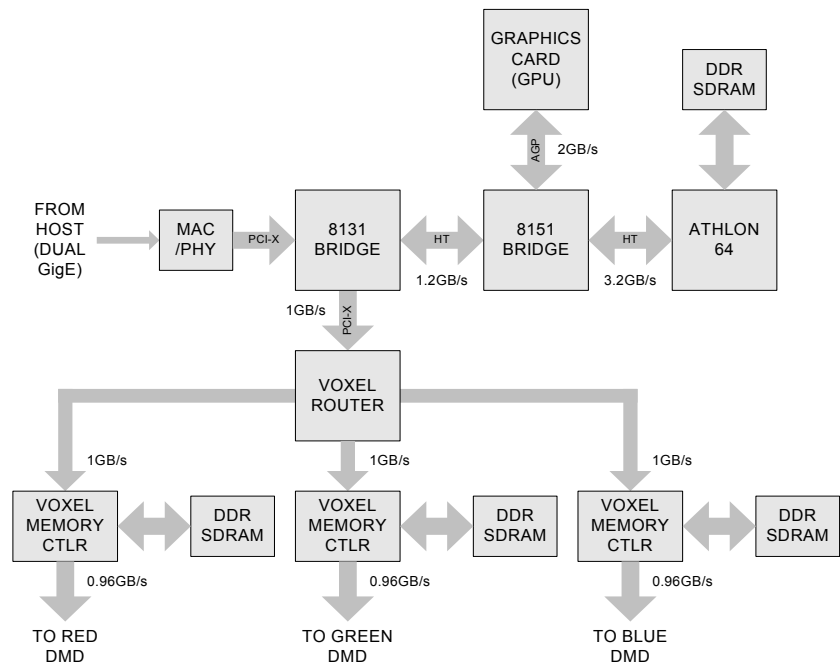 GRAPHICS
CARD
(GPU)
DDR
SDRAM
AGP
2GB/s
FROM
HOST
(DUAL
GigE)
MAC
/PHY
PCI-X
8131
BRIDGE
HT
1.2GB/s
8151
BRIDGE
HT
3.2GB/s
ATHLON
64
1GB/s
PCI-X
VOXEL
ROUTER
1GB/s
1GB/s
1GB/s
VOXEL
MEMORY
CTLR
DDR
SDRAM
VOXEL
MEMORY
CTLR
DDR
SDRAM
VOXEL
MEMORY
CTLR
DDR
SDRAM
0.96GB/s
0.96GB/s
0.96GB/s
TO RED
DMD
TO GREEN
DMD
TO BLUE
DMD